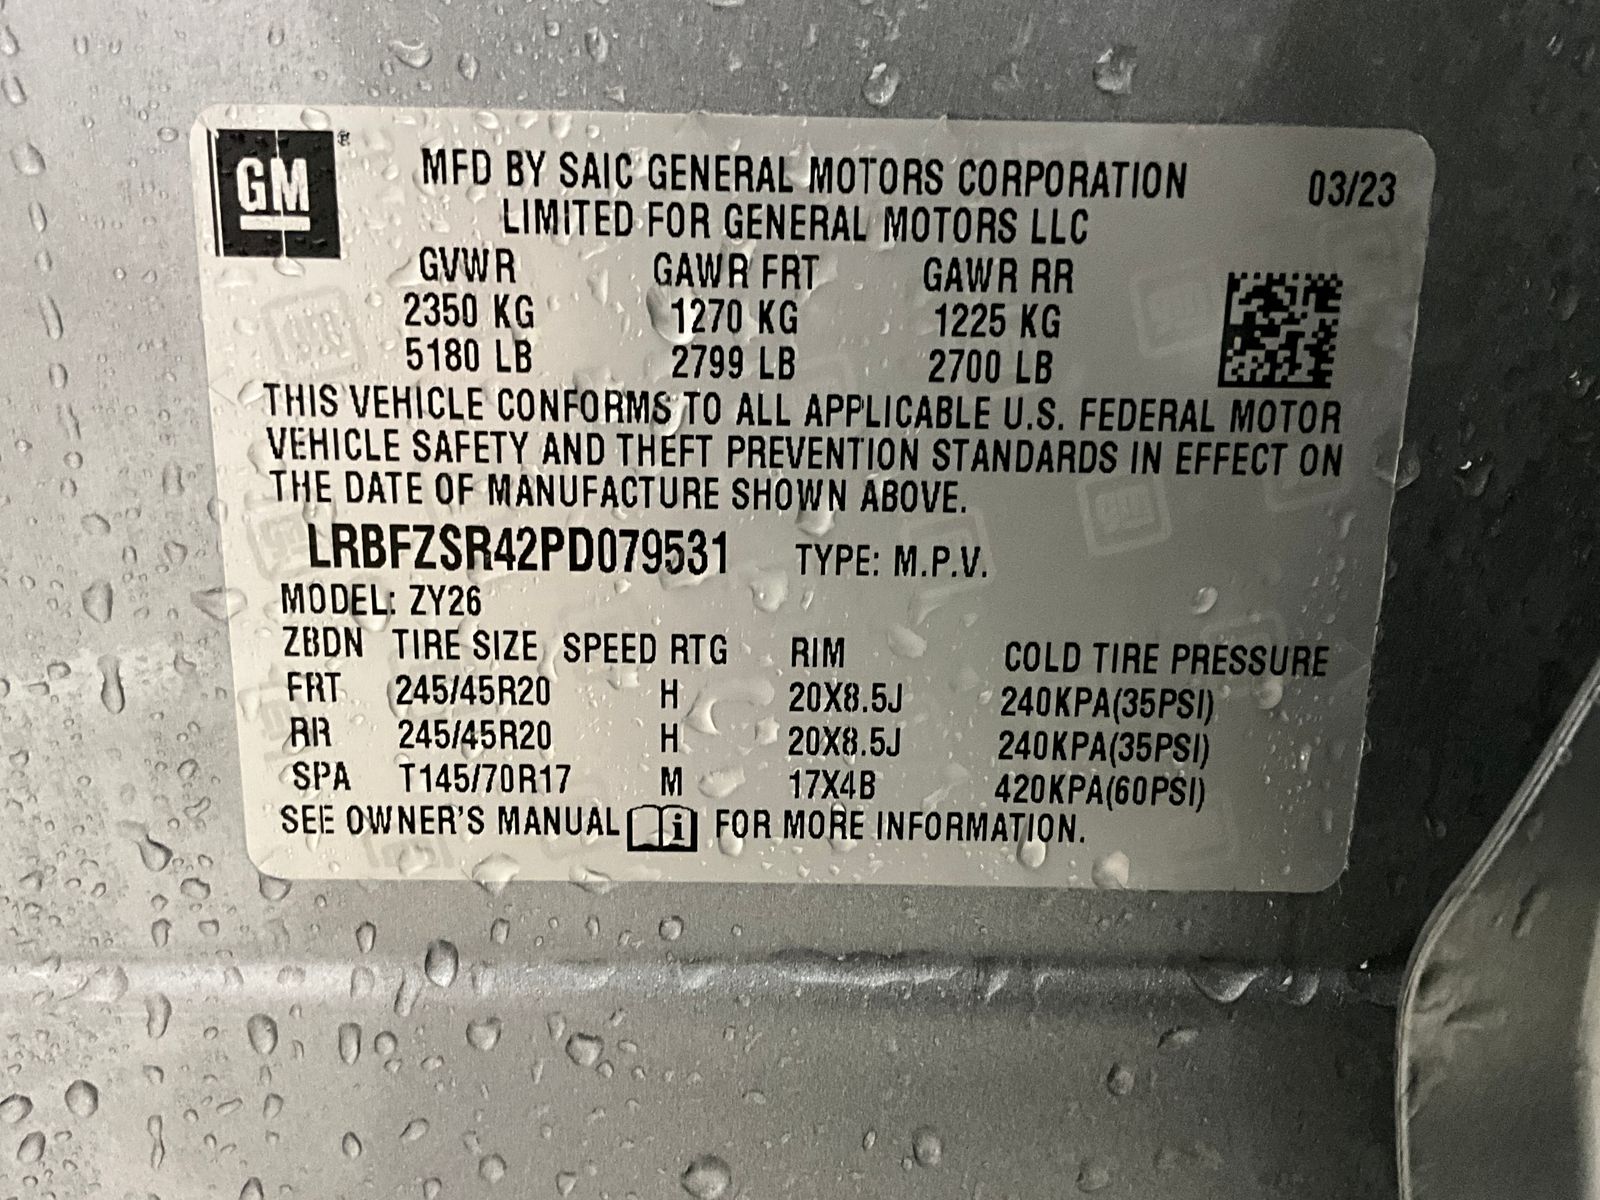 GM ®
MFD BY SAIC GENERAL MOTORS CORPORATION 03/23
LIMITED FOR GENERAL MOTORS LLC
GVWR GAWR FRT GAWR RR
2350 KG 1270 KG 1225 KG
5180 LB 2799 LB 2700 LB
THIS VEHICLE CONFORMS TO ALL APPLICABLE U.S. FEDERAL MOTOR
VEHICLE SAFETY AND THEFT PREVENTION STANDARDS IN EFFECT ON
THE DATE OF MANUFACTURE SHOWN ABOVE.
LRBFZSR42PD079531 TYPE: M.P.V.
MODEL: ZY26
ZBDN TIRE SIZE SPEED RTG RIM COLD TIRE PRESSURE
FRT 245/45R20 H 20X8.5J 240KPA(35PSI)
RR 245/45R20 H 20X8.5J 240KPA(35PSI)
SPA T145/70R17 M 17X4B 420KPA(60PSI)
SEE OWNER'S MANUAL i FOR MORE INFORMATION.